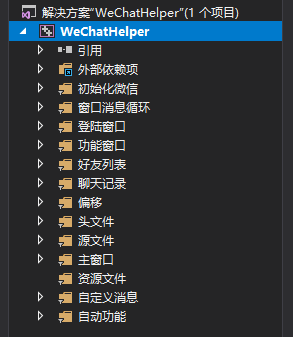 解决方案"WeChatHelper"(1 个项目)
WeChatHelper
引用
外部依赖项
初始化微信
窗口消息循环
登陆窗口
功能窗口
好友列表
聊天记录
偏移
头文件
源文件
主窗口
资源文件
自定义消息
自动功能